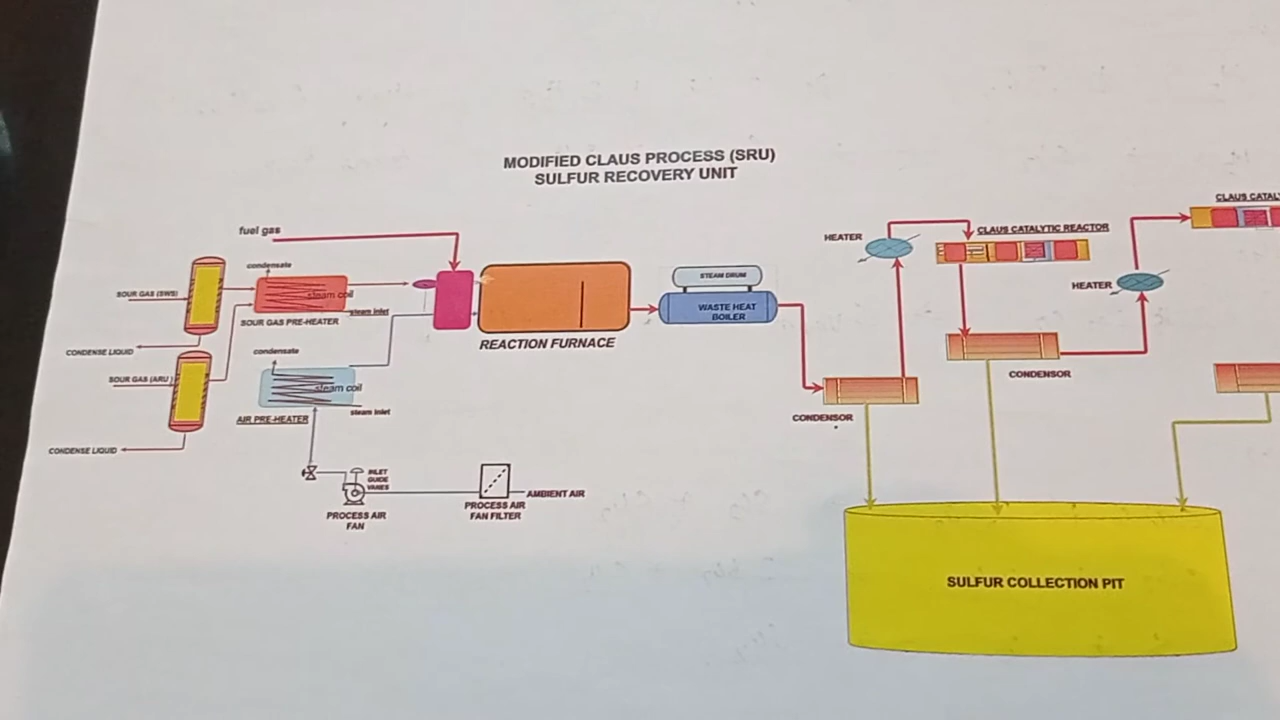 MODIFIED CLAUS PROCESS (SRU)
SULFUR RECOVERY UNIT
fuel gas
condensate
SOUR GAS (SWS)
steam coil
steam inlet
SOUR GAS PRE-HEATER
CONDENSE LIQUID
condensate
SOUR GAS (ARU )
steam coil
steam inlet
AIR PRE-HEATER
CONDENSE LIQUID
INLET
GUIDE
VANES
PROCESS AIR
FAN
PROCESS AIR
FAN FILTER
AMBIENT AIR
REACTION FURNACE
STEAM DRUM
WASTE HEAT
BOILER
HEATER
CLAUS CATALYTIC REACTOR
CONDENSOR
CONDENSOR
HEATER
CLAUS CATAL
SULFUR COLLECTION PIT